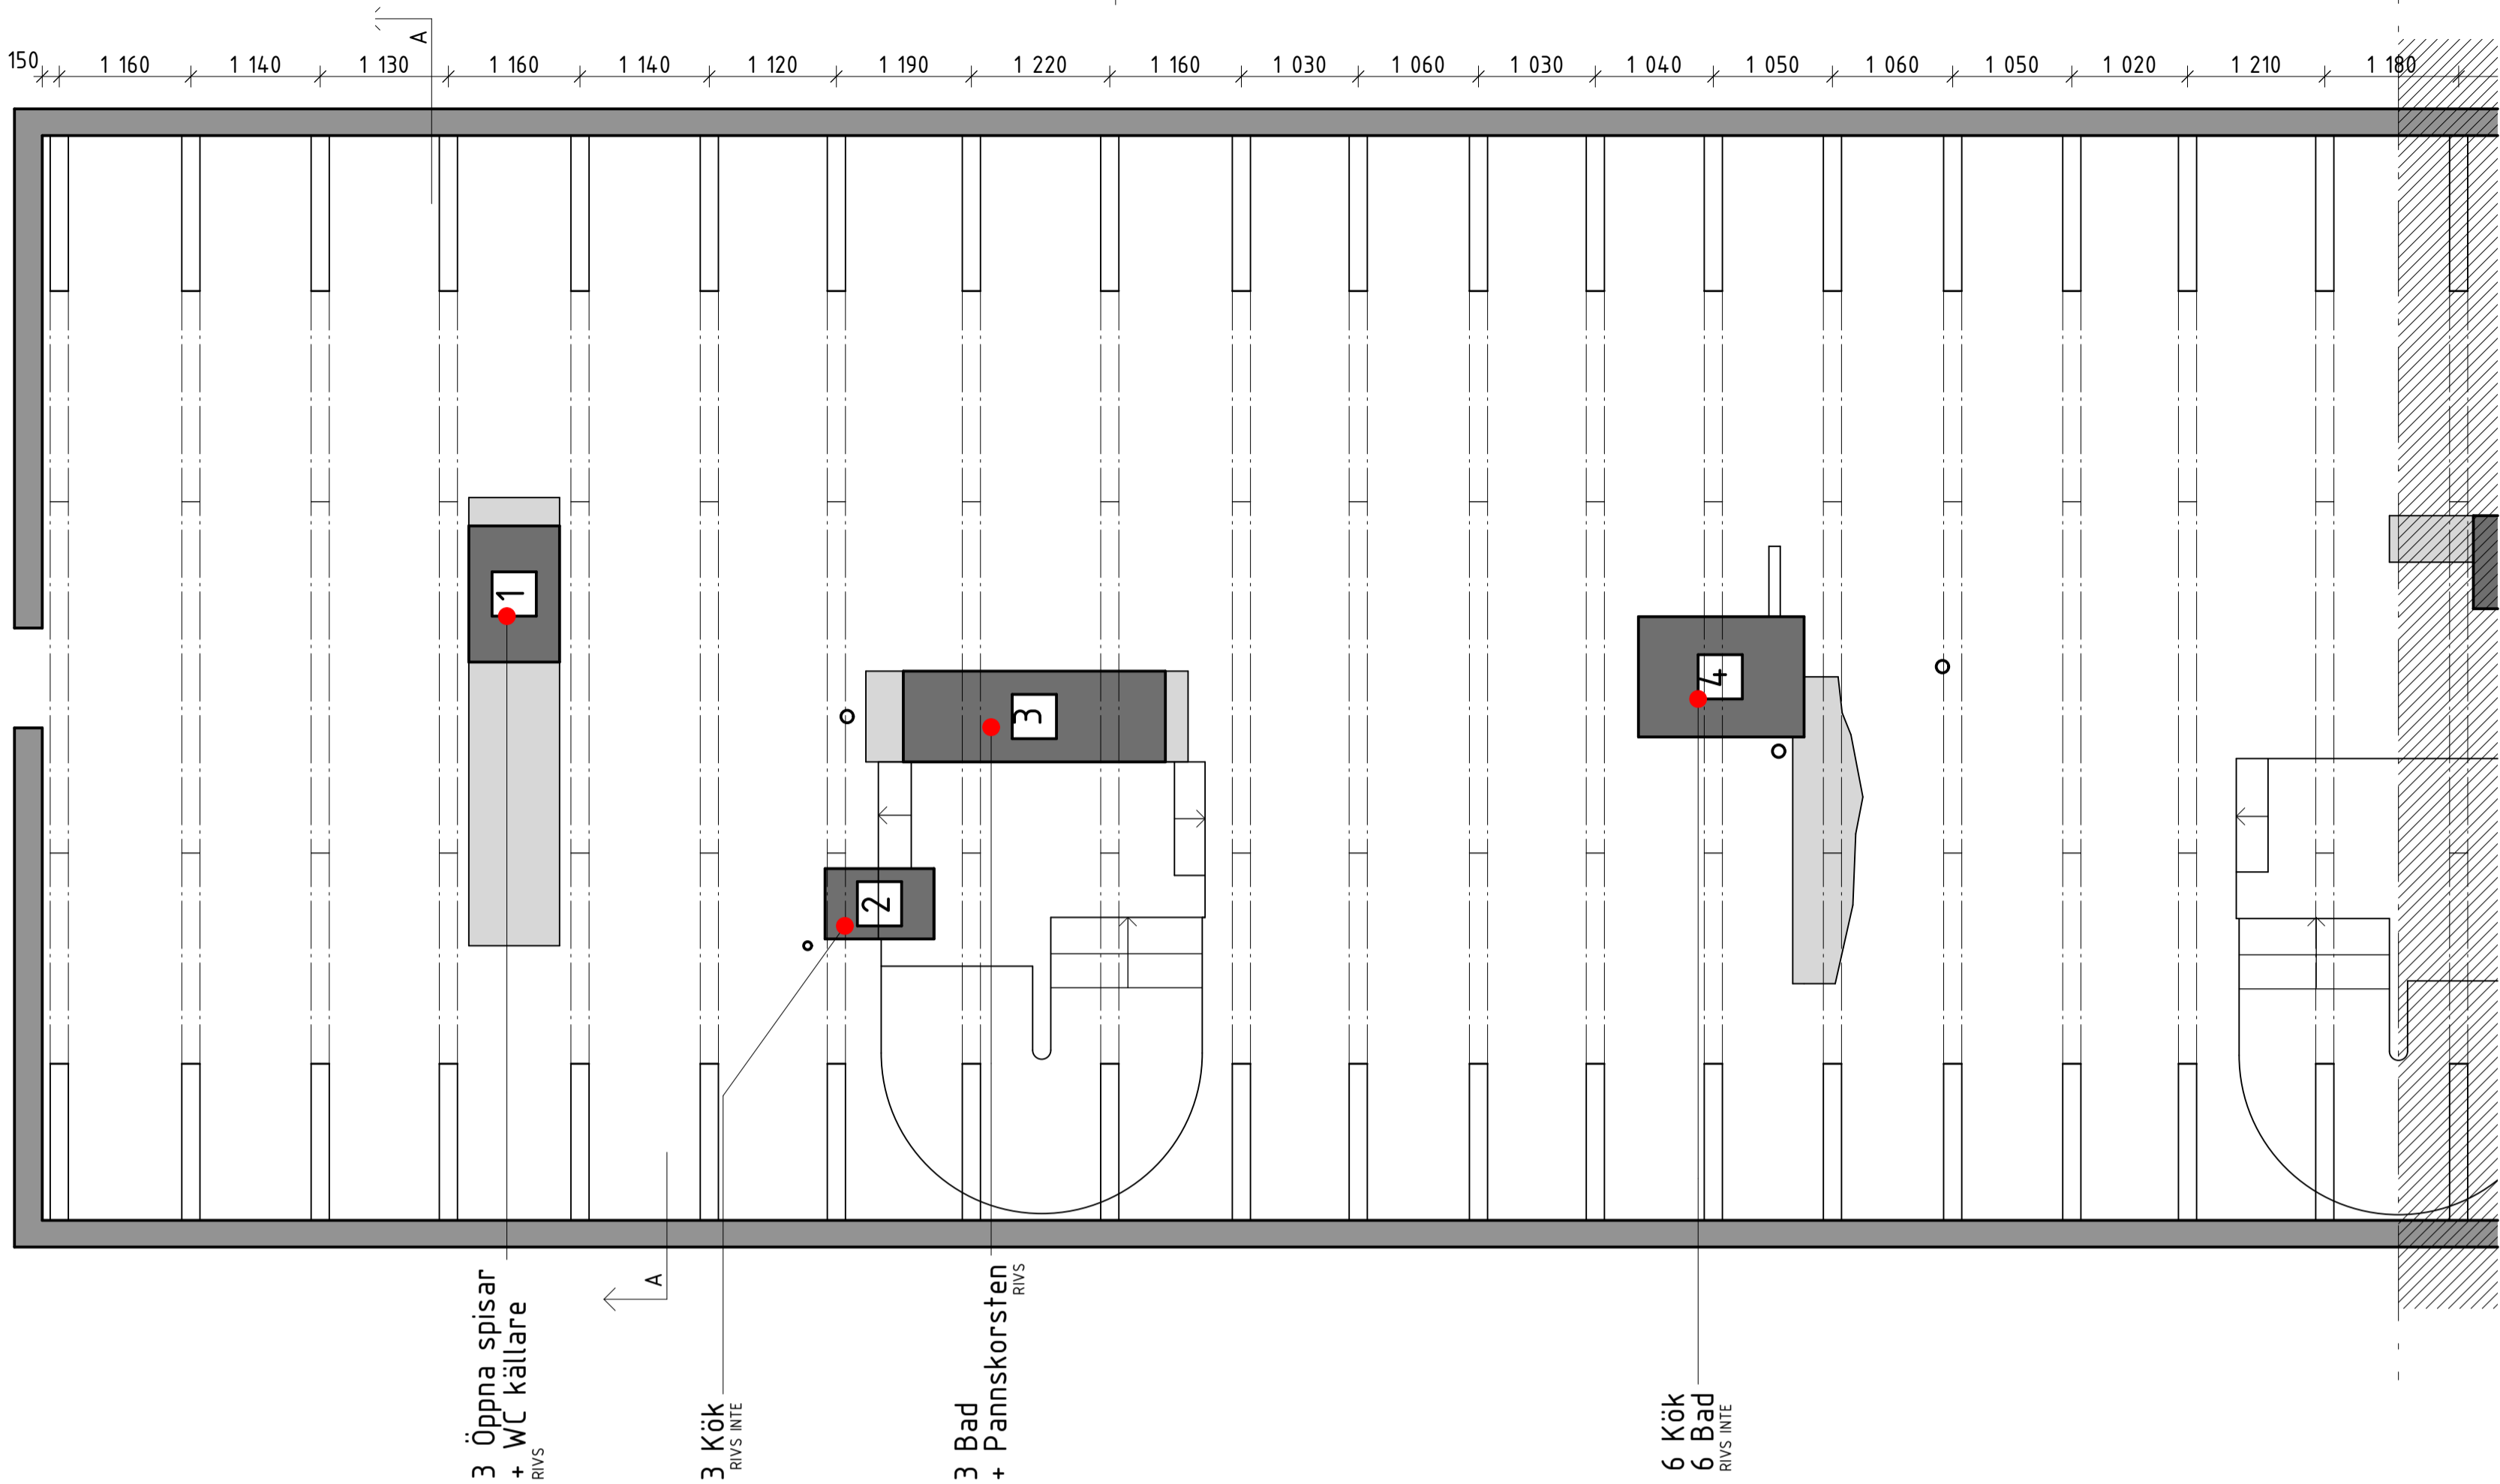 150
1 160
1 140
1 130
1 160
1 140
1 120
1 190
1 220
1 160
1 030
1 060
1 030
1 040
1 050
1 060
1 050
1 020
1 210
1 180
A
1
2
3
4
A
3 Öppna spisar
+ WC källare
RIVS
3 Kök
RIVS INTE
3 Bad
+ Pannskorsten
RIVS
6 Kök
6 Bad
RIVS INTE